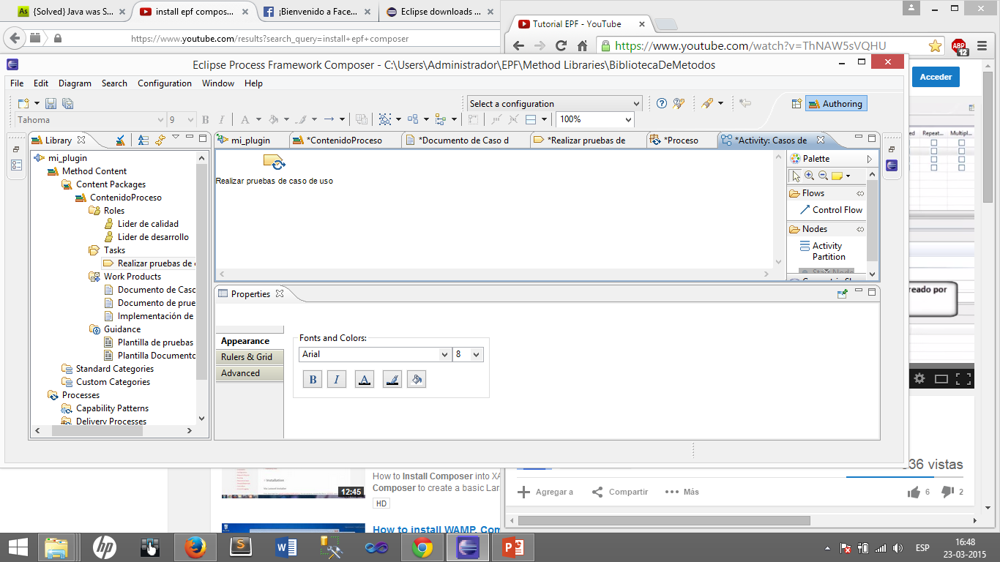 {Solved} Java was S...
install epf compos...
¡Bienvenido a Face...
Eclipse downloads ...
Tutorial EPF - YouTube
https://www.youtube.com/results?search_query=install+epf+composer
https://www.youtube.com/watch?v=ThNAW5sVQHU
ABP
12
Eclipse Process Framework Composer - C:\Users\Administrador\EPF\Method Libraries\BibliotecaDeMetodos
File Edit Diagram Search Configuration Window Help
Acceder
Select a configuration
Authoring
Tahoma
9
B I
A
100%
Library
mi_plugin
*ContenidoProceso
*Documento de Caso d
*Realizar pruebas de
*Proceso
*Activity: Casos de
Repeat...
Multipl...
mi_plugin
Method Content
Content Packages
ContenidoProceso
Roles
Lider de calidad
Lider de desarrollo
Tasks
Realizar pruebas de
Work Products
Documento de Caso
Documento de prue
Implementación de
Guidance
Plantilla de pruebas
Plantilla Documento
Standard Categories
Custom Categories
Processes
Capability Patterns
Delivery Processes
Realizar pruebas de caso de uso
Palette
Flows
Control Flow
Nodes
Activity
Partition
Properties
Appearance
Rulers & Grid
Advanced
Fonts and Colors:
Arial
8
B I A
reado por
36 vistas
Agregar a
Compartir
Más
6
2
Installation
12:45
How to Install Composer into XA
Composer to create a basic Lar
HD
How to install WAMP, Com
ESP
16:48
23-03-2015